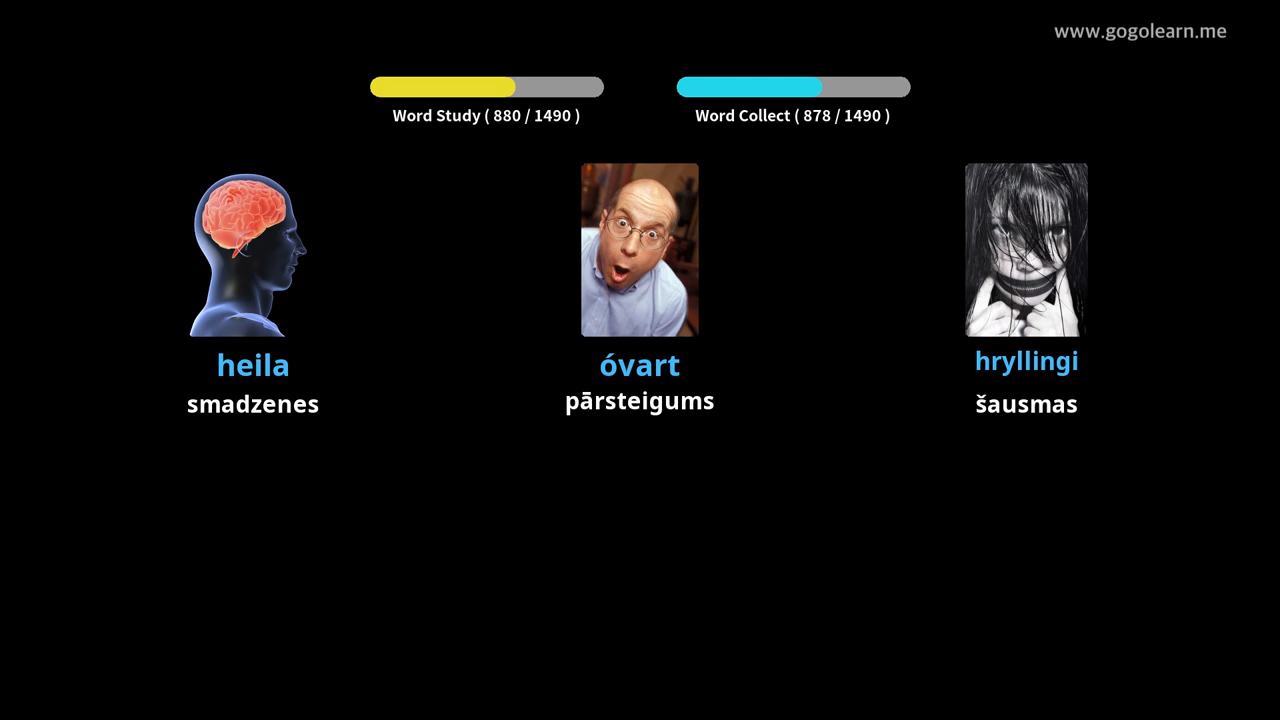 www.gogolearn.me
Word Study ( 880 / 1490 )
Word Collect ( 878 / 1490 )
heila
óvart
hryllingi
smadzenes
pārsteigums
šausmas